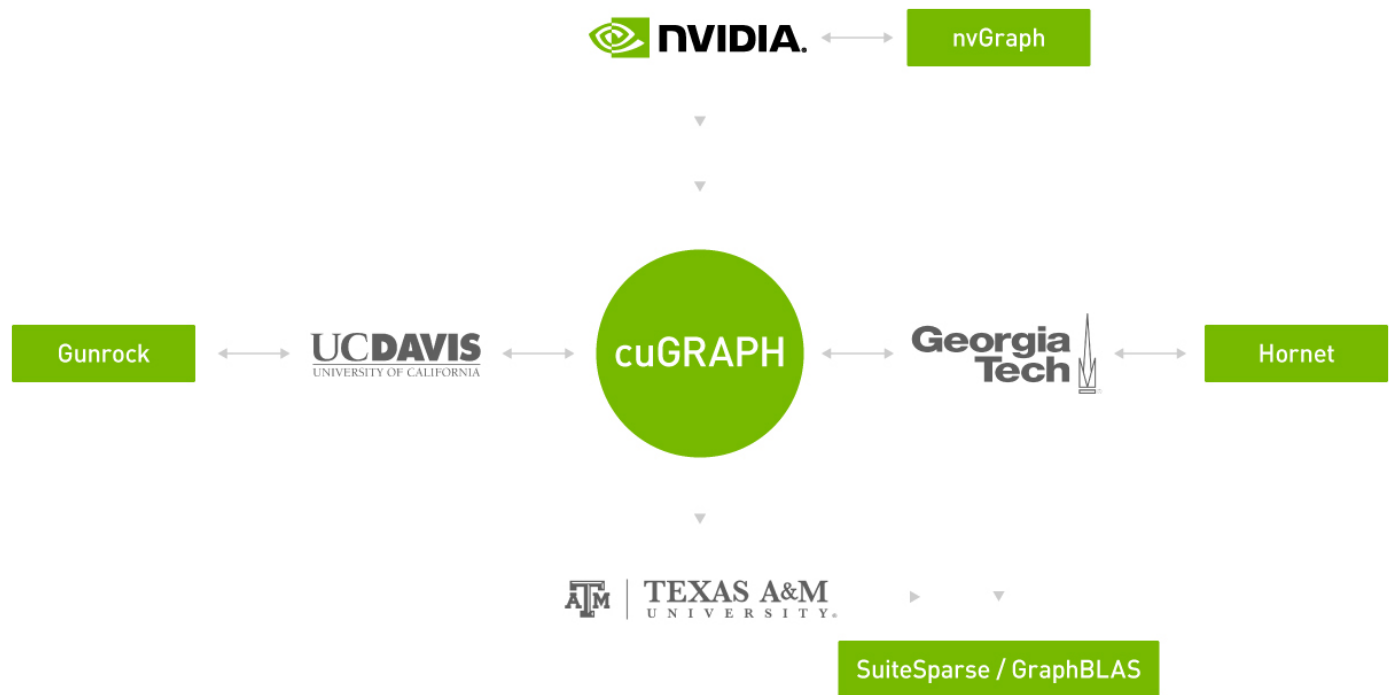 NVIDIA.
nvGraph
Gunrock
UCDAVIS
UNIVERSITY OF CALIFORNIA
cuGRAPH
Georgia
Tech
Hornet
ATM
TEXAS A&M
UNIVERSITY®
SuiteSparse / GraphBLAS